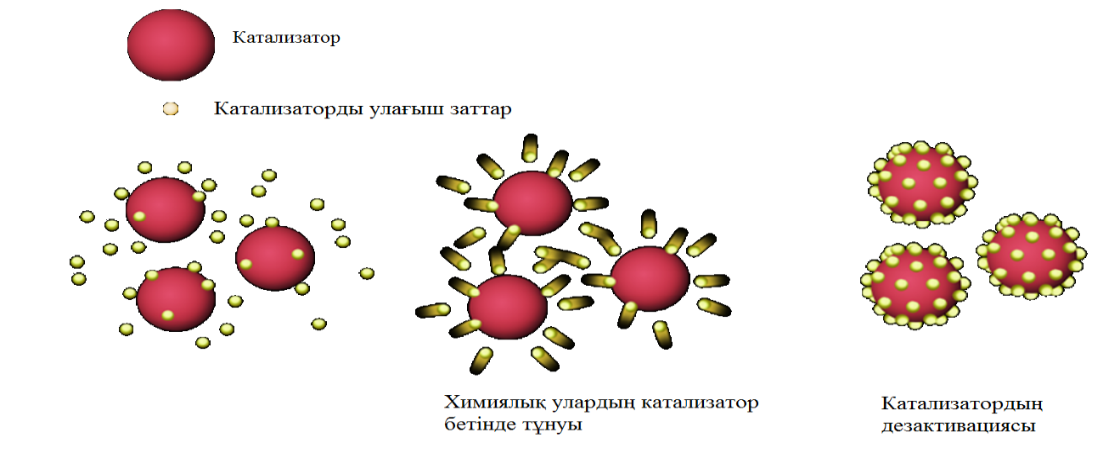 Катализатор
Катализаторды улағыш заттар
Химиялық улардың катализатор
бетінде тұнуы
Катализатордың
дезактивациясы